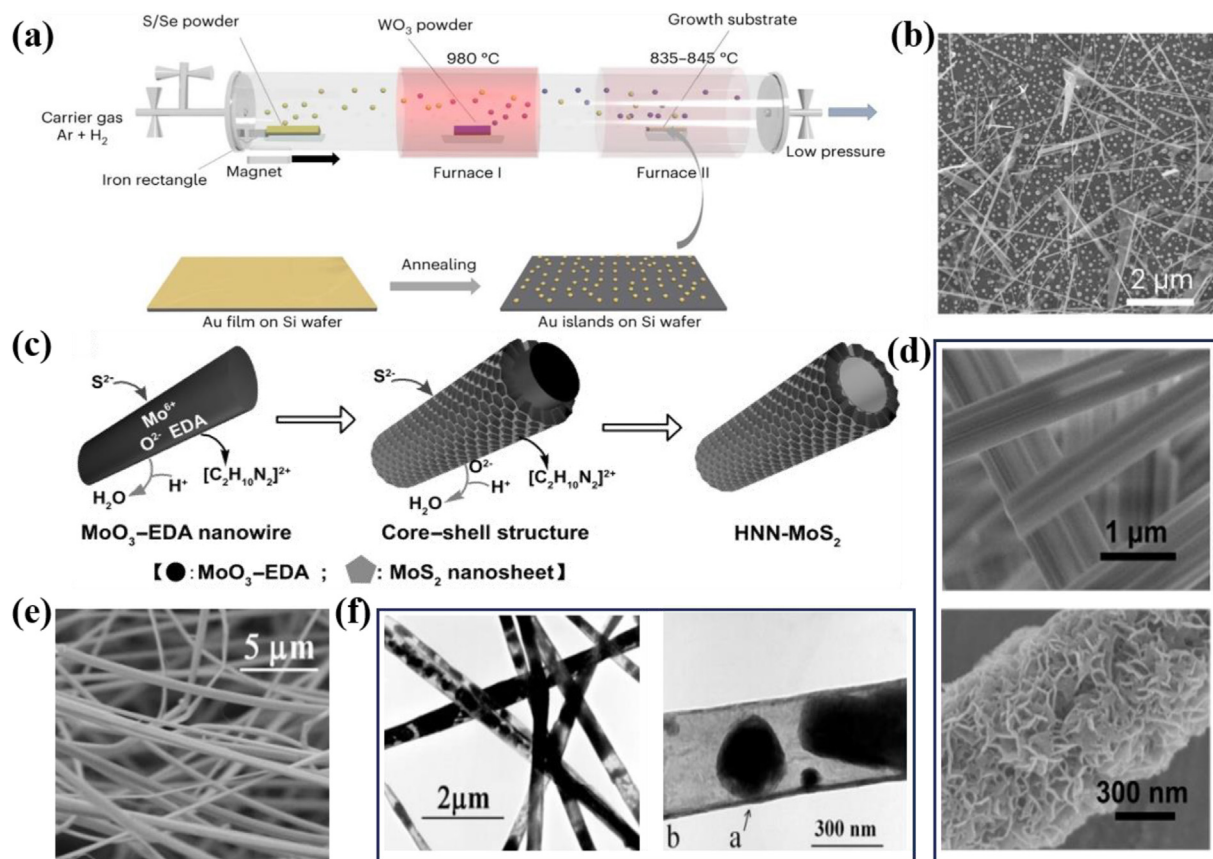 (a)
S/Se powder
WO₃ powder
Growth substrate
980 ºC
835–845 ºC
Carrier gas
Ar + H₂
Iron rectangle
Magnet
Furnace I
Furnace II
Low pressure
Annealing
Au film on Si wafer
Au islands on Si wafer
(b)
2 μm
(c)
S²⁻
Mo⁶⁺
O²⁻ EDA
H₂O
H⁺
[C₂H₁₀N₂]²⁺
MoO₃–EDA nanowire
S²⁻
O²⁻
H₂O
H⁺
[C₂H₁₀N₂]²⁺
Core–shell structure
HNN-MoS₂
【●: MoO₃–EDA ; ⬟: MoS₂ nanosheet】
(d)
1 μm
300 nm
(e)
5 μm
(f)
2μm
b
a
300 nm